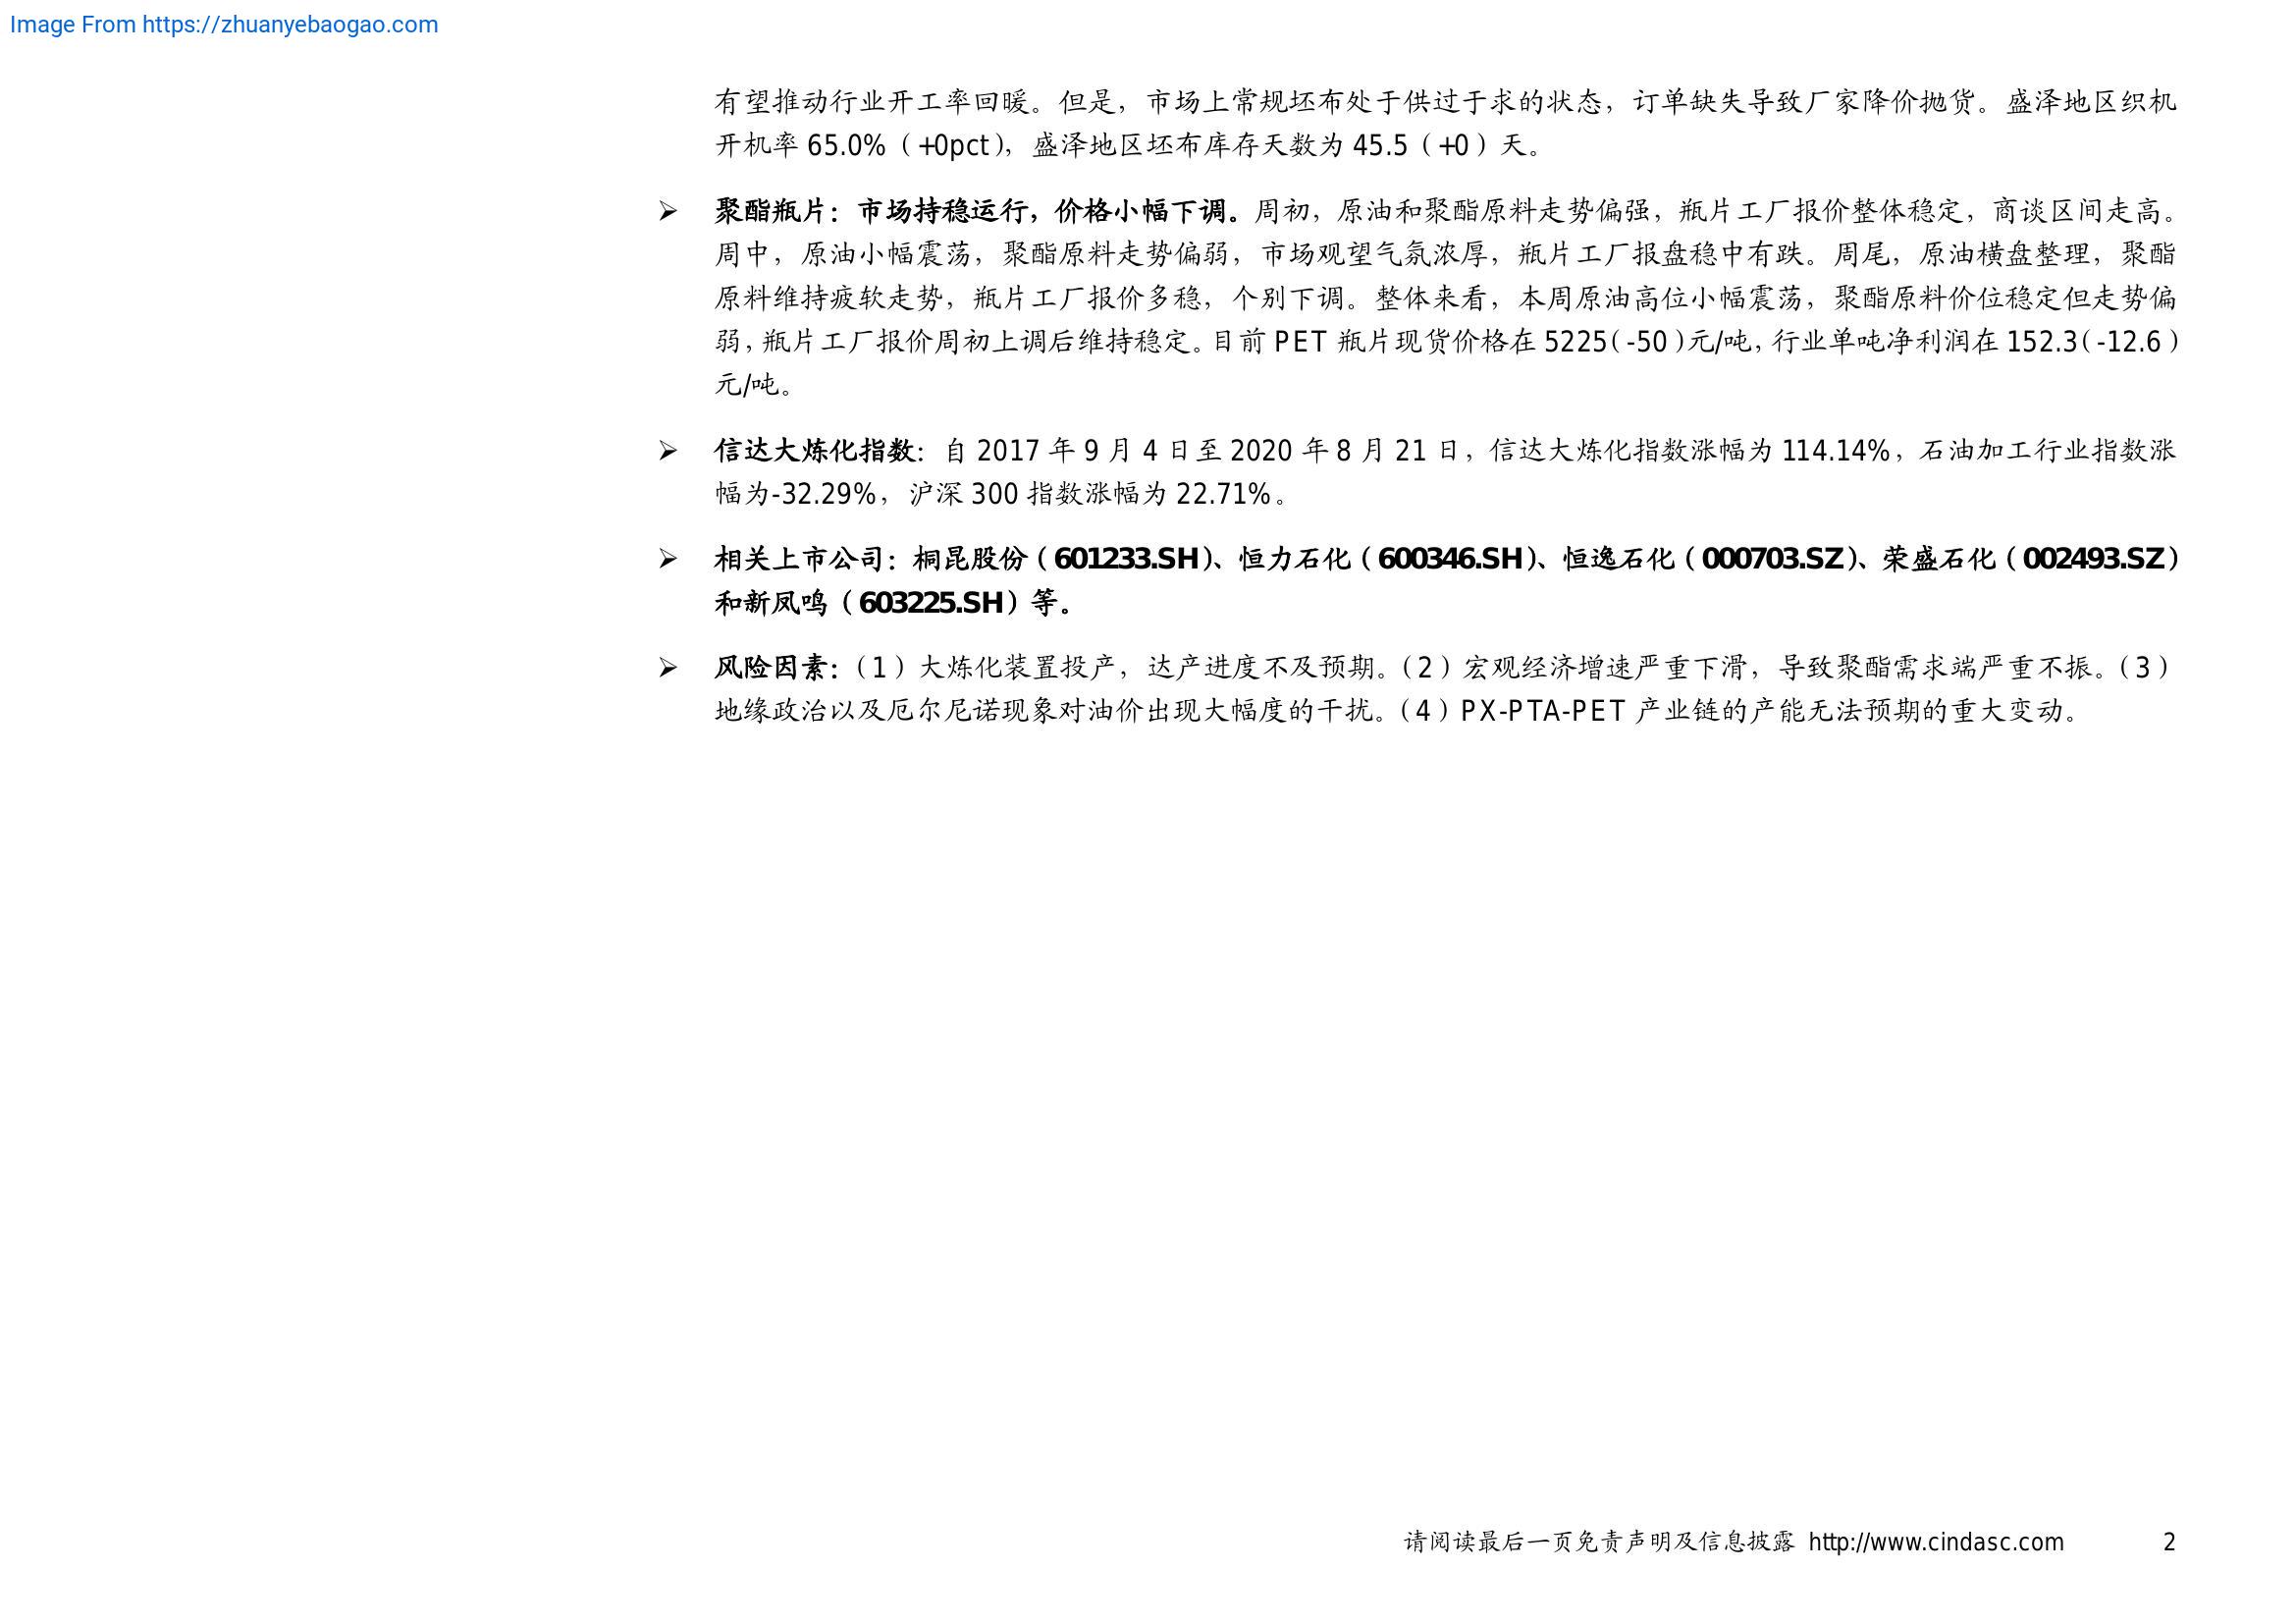 Image From https://zhuanyebaogao.com
有望推动行业开工率回暖。但是，市场上常规坯布处于供过于求的状态，订单缺失导致厂家降价抛货。盛泽地区织机
开机率 65.0%（+0pct），盛泽地区坯布库存天数为 45.5（+0）天。
➢ 聚酯瓶片：市场持稳运行，价格小幅下调。周初，原油和聚酯原料走势偏强，瓶片工厂报价整体稳定，商谈区间走高。
周中，原油小幅震荡，聚酯原料走势偏弱，市场观望气氛浓厚，瓶片工厂报盘稳中有跌。周尾，原油横盘整理，聚酯
原料维持疲软走势，瓶片工厂报价多稳，个别下调。整体来看，本周原油高位小幅震荡，聚酯原料价位稳定但走势偏
弱，瓶片工厂报价周初上调后维持稳定。目前 PET 瓶片现货价格在 5225（-50）元/吨，行业单吨净利润在 152.3（-12.6）
元/吨。
➢ 信达大炼化指数：自 2017 年 9 月 4 日至 2020 年 8 月 21 日，信达大炼化指数涨幅为 114.14%，石油加工行业指数涨
幅为-32.29%，沪深 300 指数涨幅为 22.71%。
➢ 相关上市公司：桐昆股份（601233.SH）、恒力石化（600346.SH）、恒逸石化（000703.SZ）、荣盛石化（002493.SZ）
和新凤鸣（603225.SH）等。
➢ 风险因素：（1）大炼化装置投产，达产进度不及预期。（2）宏观经济增速严重下滑，导致聚酯需求端严重不振。（3）
地缘政治以及厄尔尼诺现象对油价出现大幅度的干扰。（4）PX-PTA-PET 产业链的产能无法预期的重大变动。
请阅读最后一页免责声明及信息披露 http://www.cindasc.com 2